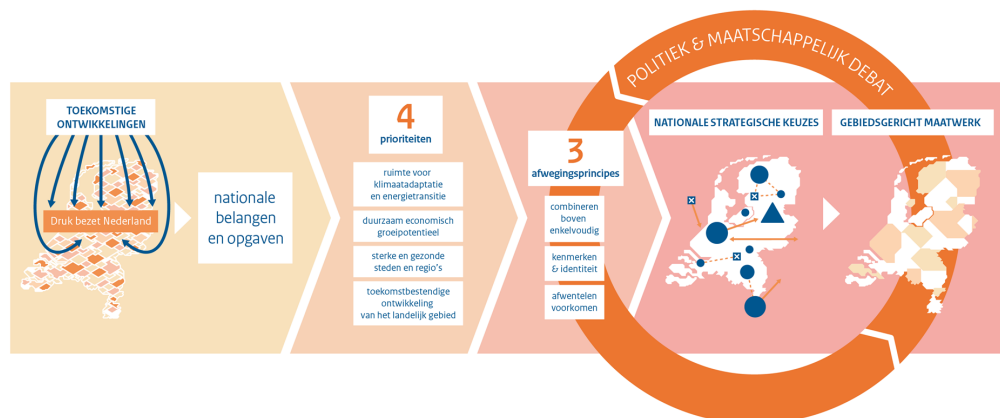 POLITIEK & MAATSCHAPPELIJK DEBAT
TOEKOMSTIGE
ONTWIKKELINGEN
Druk bezet Nederland
nationale
belangen
en opgaven
4
prioriteiten
ruimte voor
klimaatadaptatie
en energietransitie
duurzaam economisch
groeipotentieel
sterke en gezonde
steden en regio's
toekomstbestendige
ontwikkeling
van het landelijk gebied
3
afwegingsprincipes
combineren
boven
enkelvoudig
kenmerken
& identiteit
afwentelen
voorkomen
NATIONALE STRATEGISCHE KEUZES
GEBIEDSGERICHT MAATWERK